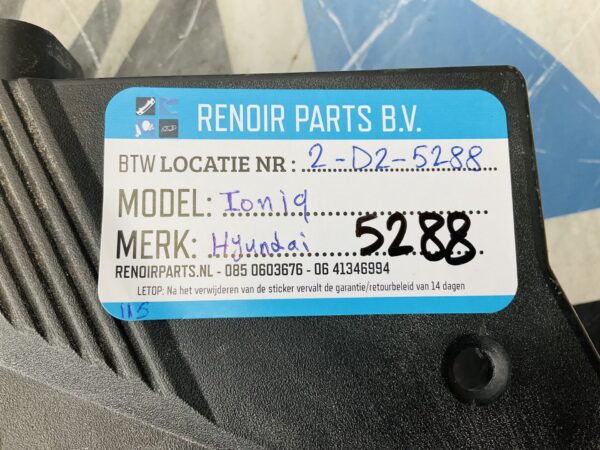 RENOIR PARTS B.V.
BTW LOCATIE NR : 2-D2-5288
MODEL: Ioniq
MERK: Hyundai 5288
RENOIRPARTS.NL - 085 0603676 - 06 41346994
LETOP: Na het verwijderen van de sticker vervalt de garantie/retourbeleid van 14 dagen
115